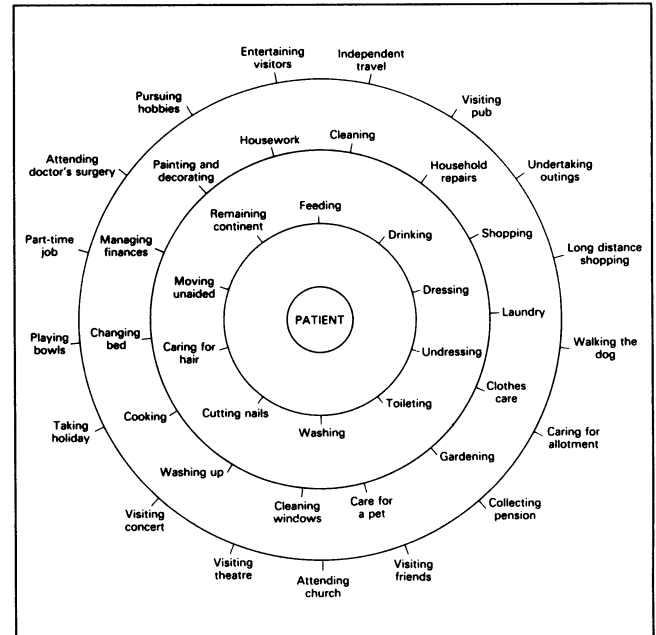 Entertaining
visitors
Independent
travel
Visiting
pub
Undertaking
outings
Long distance
shopping
Walking the
dog
Caring for
allotment
Collecting
pension
Visiting
friends
Attending
church
Visiting
theatre
Visiting
concert
Taking
holiday
Playing
bowls
Part-time
job
Attending
doctor's surgery
Pursuing
hobbies
Housework
Cleaning
Household
repairs
Shopping
Laundry
Clothes
care
Gardening
Care for
a pet
Cleaning
windows
Washing up
Cooking
Changing
bed
Managing
finances
Painting and
decorating
Feeding
Drinking
Dressing
Undressing
Toileting
Washing
Cutting nails
Caring for
hair
Moving
unaided
Remaining
continent
PATIENT